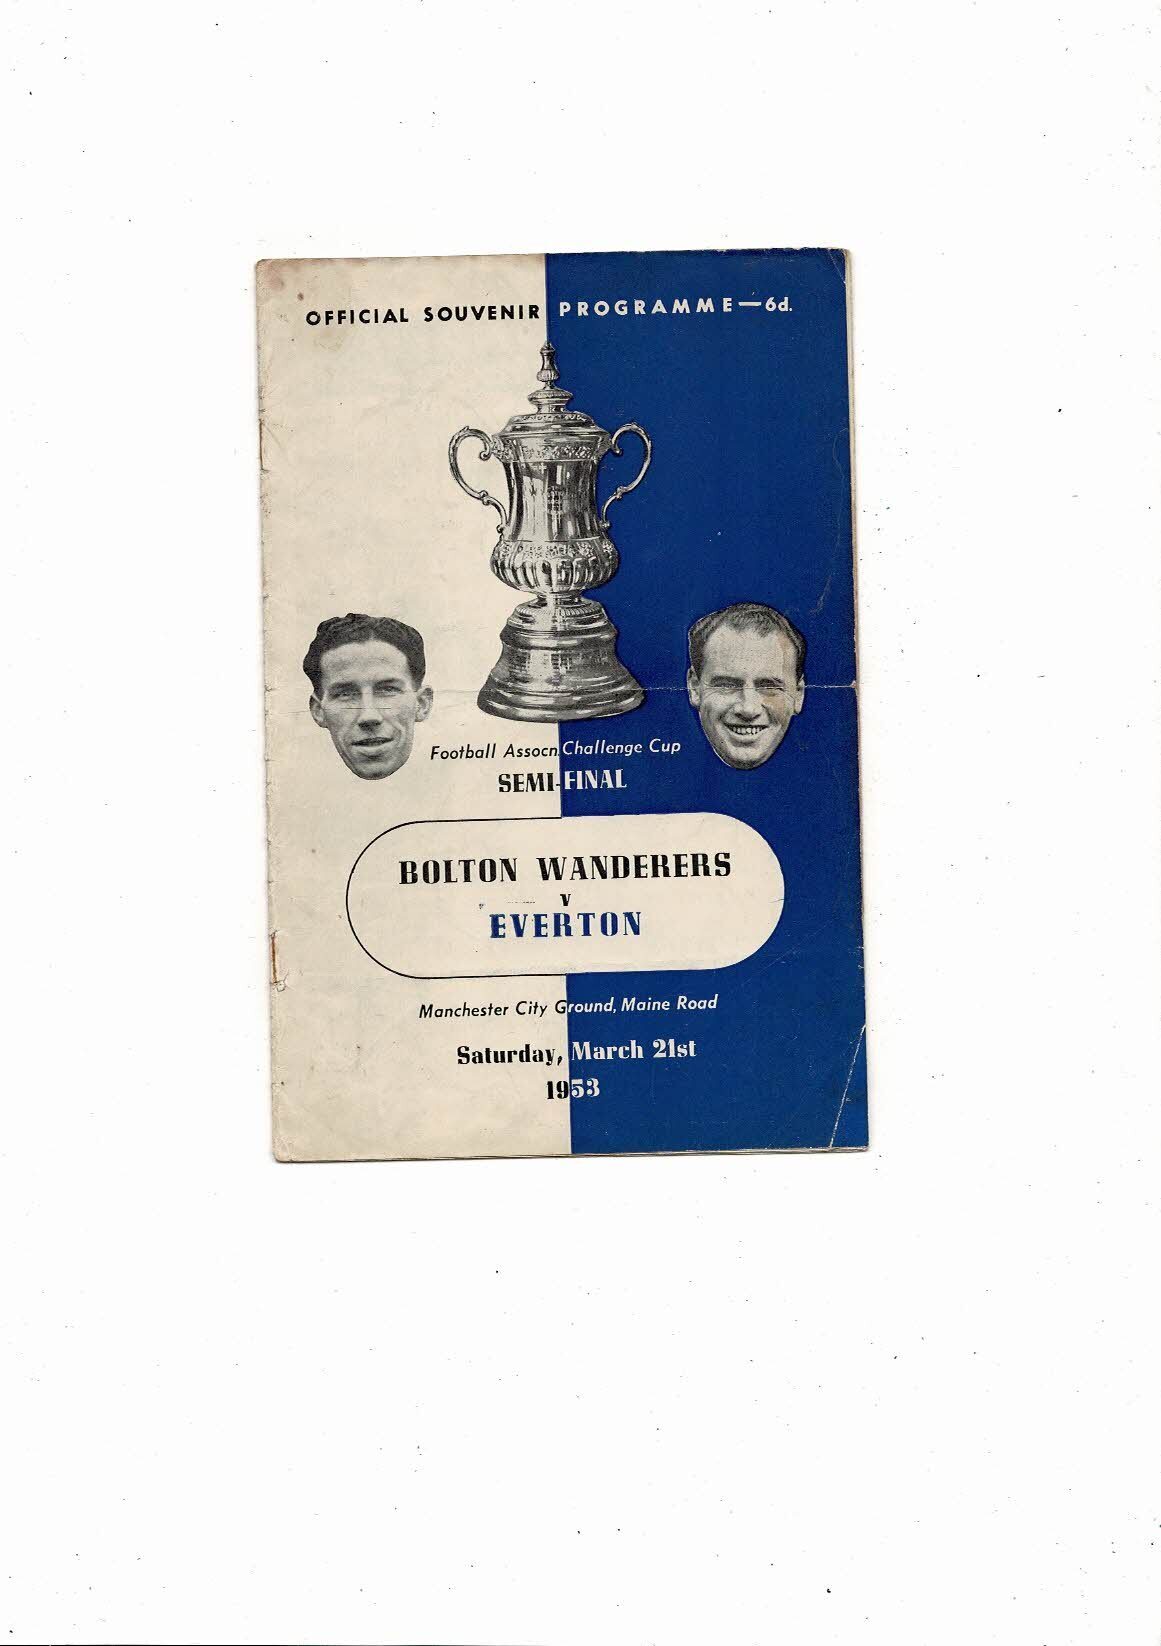 OFFICIAL SOUVENIR PROGRAMME—6d.
Football Assocn. Challenge Cup
SEMI-FINAL
BOLTON WANDERERS
v
EVERTON
Manchester City Ground, Maine Road
Saturday, March 21st
1953